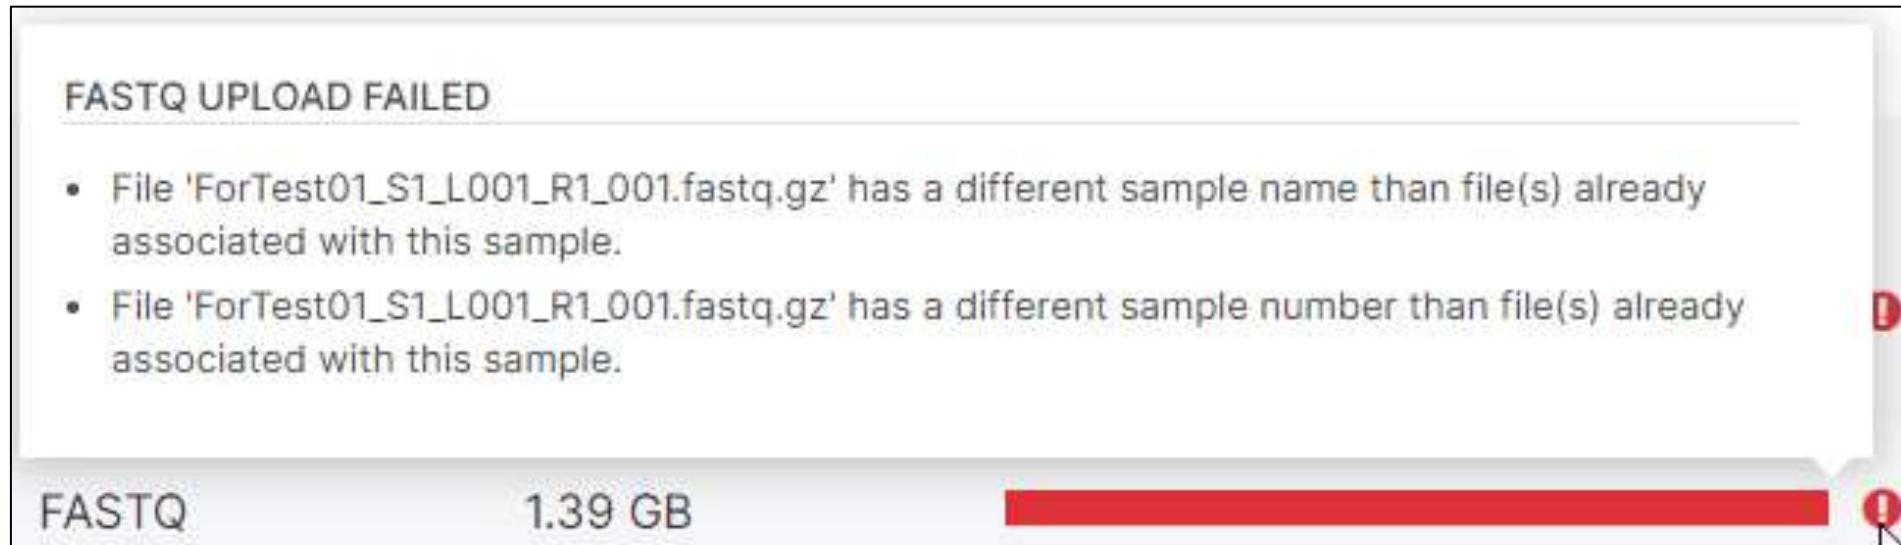 FASTQ UPLOAD FAILED
• File 'ForTest01_S1_L001_R1_001.fastq.gz' has a different sample name than file(s) already
associated with this sample.
• File 'ForTest01_S1_L001_R1_001.fastq.gz' has a different sample number than file(s) already
associated with this sample.
FASTQ 1.39 GB